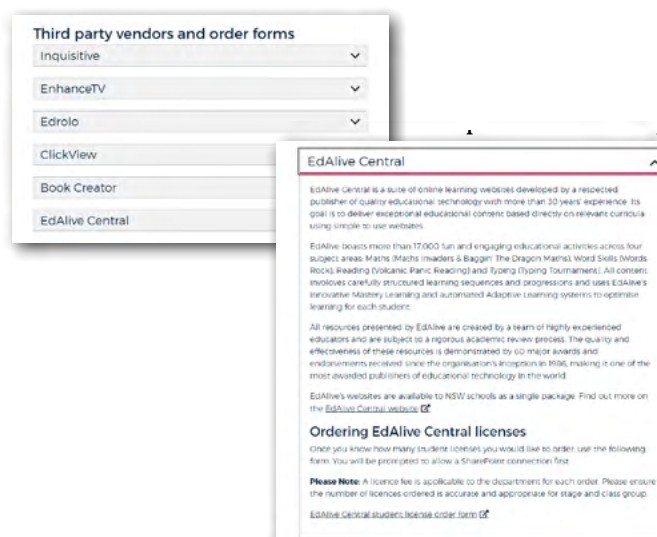 Third party vendors and order forms
Inquisitive
EnhanceTV
Edrolo
ClickView
Book Creator
EdAlive Central
EdAlive Central
EdAlive Central is a suite of online learning websites developed by a respected
publisher of quality educational technology with more than 30 years' experience. Its
goal is to deliver exceptional educational content based directly on relevant curricula
using simple to use websites.
EdAlive boasts more than 17,000 fun and engaging educational activities across four
subject areas: Maths (Maths Invaders & Baggin' The Dragon Maths), Word Skills (Words
Rock), Reading (Volcanic Panic Reading) and Typing (Typing Tournament). All content
involves carefully structured learning sequences and progressions and uses EdAlive's
innovative Mastery Learning and automated Adaptive Learning systems to optimise
learning for each student.
All resources presented by EdAlive are created by a team of highly experienced
educators and are subject to a rigorous academic review process. The quality and
effectiveness of these resources is demonstrated by 60 major awards and
endorsements received since the organisation's inception in 1986, making it one of the
most awarded publishers of educational technology in the world.
EdAlive's websites are available to NSW schools as a single package. Find out more on
the EdAlive Central website
Ordering EdAlive Central licenses
Once you know how many student licenses you would like to order, use the following
form. You will be prompted to allow a SharePoint connection first.
Please Note: A licence fee is applicable to the department for each order. Please ensure
the number of licences ordered is accurate and appropriate for stage and class group.
EdAlive Central student license order form